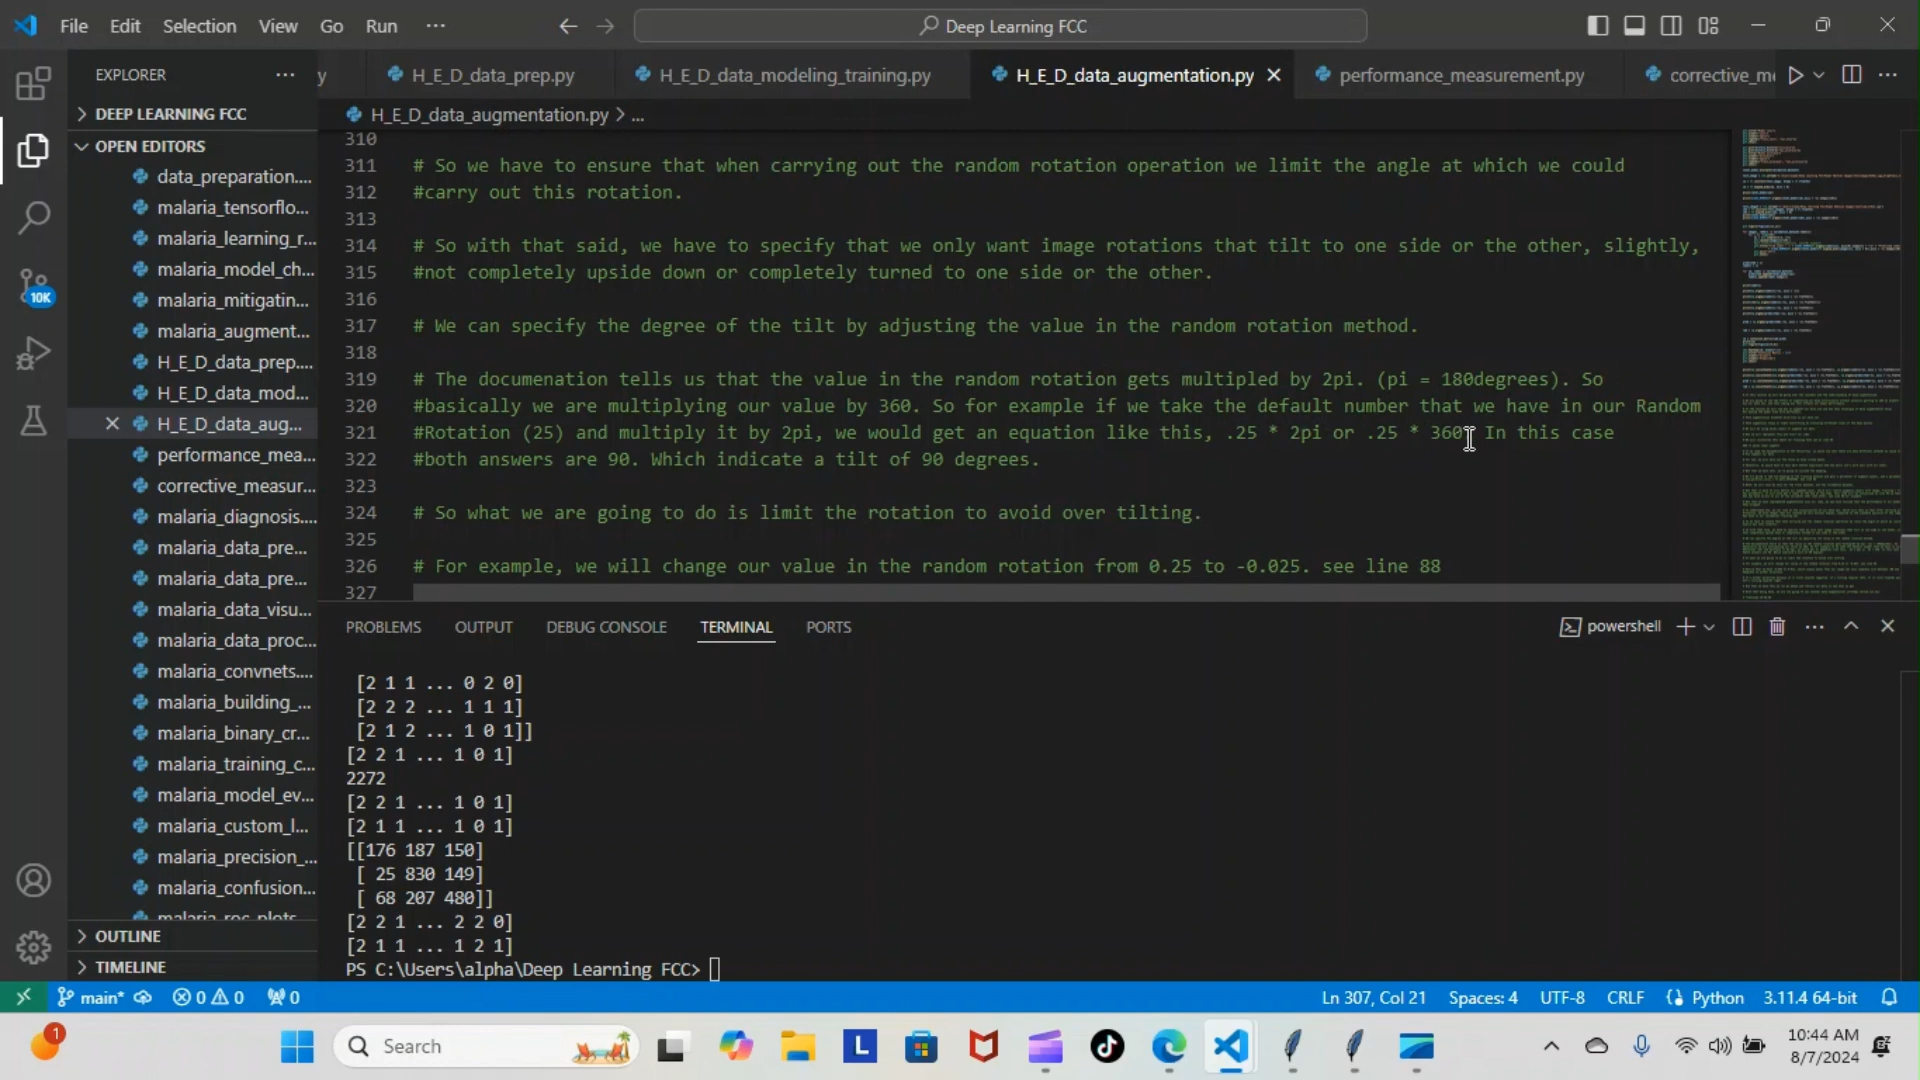 File Edit Selection View Go Run ...
Deep Learning FCC
EXPLORER ...
y H_E_D_data_prep.py H_E_D_data_modeling_training.py H_E_D_data_augmentation.py performance_measurement.py corrective_m
DEEP LEARNING FCC
OPEN EDITORS
data_preparation....
malaria_tensorflo...
malaria_learning_r...
malaria_model_ch...
malaria_mitigatin...
malaria_augment...
H_E_D_data_prep....
H_E_D_data_mod...
H_E_D_data_aug...
performance_mea...
corrective_measur...
malaria_diagnosis....
malaria_data_pre...
malaria_data_pre...
malaria_data_visu...
malaria_data_proc...
malaria_convnets....
malaria_building_...
malaria_binary_cr...
malaria_training_c...
malaria_model_ev...
malaria_custom_l...
malaria_precision_...
malaria_confusion...
malaria_roc_plots
OUTLINE
TIMELINE
10K
H_E_D_data_augmentation.py > ...
310
311 # So we have to ensure that when carrying out the random rotation operation we limit the angle at which we could
312 #carry out this rotation.
313
314 # So with that said, we have to specify that we only want image rotations that tilt to one side or the other, slightly,
315 #not completely upside down or completely turned to one side or the other.
316
317 # We can specify the degree of the tilt by adjusting the value in the random rotation method.
318
319 # The documenation tells us that the value in the random rotation gets multipled by 2pi. (pi = 180degrees). So
320 #basically we are multiplying our value by 360. So for example if we take the default number that we have in our Random
321 #Rotation (25) and multiply it by 2pi, we would get an equation like this, .25 * 2pi or .25 * 360. In this case
322 #both answers are 90. Which indicate a tilt of 90 degrees.
323
324 # So what we are going to do is limit the rotation to avoid over tilting.
325
326 # For example, we will change our value in the random rotation from 0.25 to -0.025. see line 88
327
PROBLEMS OUTPUT DEBUG CONSOLE TERMINAL PORTS
powershell
[2 1 1 ... 0 2 0]
[2 2 2 ... 1 1 1]
[2 1 2 ... 1 0 1]]
[2 2 1 ... 1 0 1]
2272
[2 2 1 ... 1 0 1]
[2 1 1 ... 1 0 1]
[[176 187 150]
[ 25 830 149]
[ 68 207 480]]
[2 2 1 ... 2 2 0]
[2 1 1 ... 1 2 1]
PS C:\Users\alpha\Deep Learning FCC>
main* 0 0 0
Ln 307, Col 21 Spaces: 4 UTF-8 CRLF Python 3.11.4 64-bit
1
Search
L
10:44 AM
8/7/2024